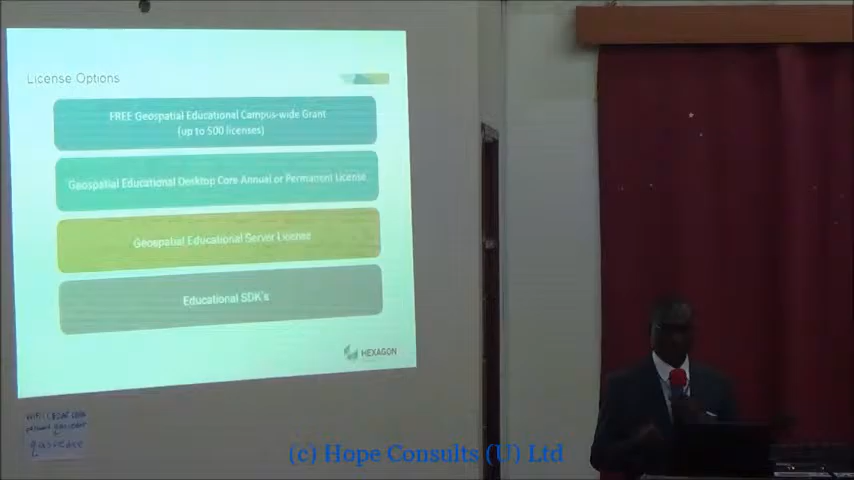 License Options
FREE Geospatial Educational Campus-wide Grant
(up to 500 licenses)
Geospatial Educational Desktop Core Annual or Permanent License
Geospatial Educational Server License
Educational SDK's
HEXAGON
(c) Hope Consults (U) Ltd